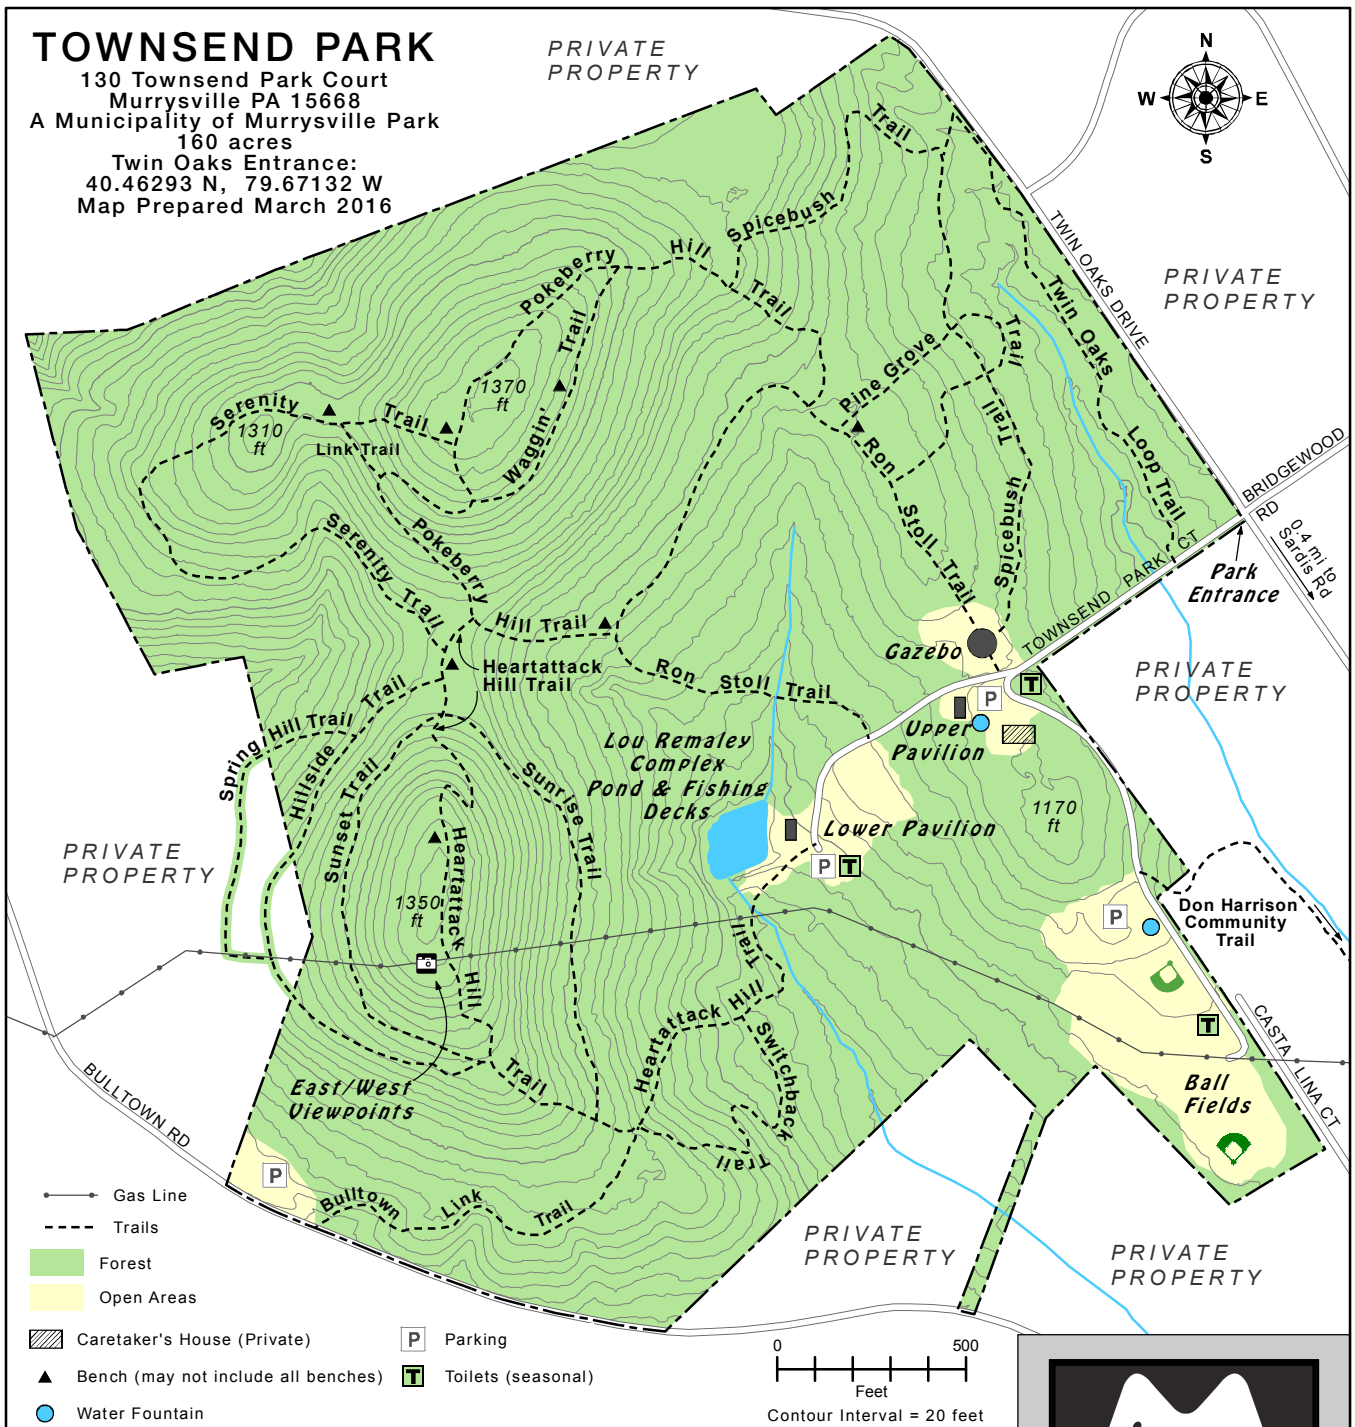 TOWNSEND PARK
130 Townsend Park Court
Murrysville PA 15668
A Municipality of Murrysville Park
160 acres
Twin Oaks Entrance:
40.46293 N, 79.67132 W
Map Prepared March 2016
PRIVATE
PROPERTY
N
W E
S
Trail
Spicebush
Hill
Pokeberry
Trail
Trail
TWIN OAKS DRIVE
PRIVATE
PROPERTY
Twin Oaks
Loop Trail
Pine Grove
Trail
Trail
Spicebush
1370
ft
Serenity
Trail
1310
ft
Link Trail
Waggin'
Ron
Stoll
Trail
BRIDGEWOOD
RD
0.4 mi to
Sardis Rd
Park
Entrance
TOWNSEND PARK CT
Serenity
Trail
Pokeberry
Hill Trail
Heartattack
Hill Trail
Ron Stoll Trail
Gazebo
T
P
Upper
Pavilion
PRIVATE
PROPERTY
Spring Hill Trail
Hillside Trail
Sunset Trail
Sunrise Trail
Lou Remaley
Complex
Pond & Fishing
Decks
Lower Pavilion
P
T
1170
ft
PRIVATE
PROPERTY
1350
ft
Heartattack
Hill
Trail
P
Don Harrison
Community
Trail
T
CASTA LINA CT
Ball
Fields
Trail
Heartattack Hill
Switchback
Trail
East/West
Viewpoints
BULLTOWN RD
P
Bulltown Link Trail
PRIVATE
PROPERTY
PRIVATE
PROPERTY
Gas Line
Trails
Forest
Open Areas
Caretaker's House (Private)
P Parking
Bench (may not include all benches)
T Toilets (seasonal)
Water Fountain
0 500
Feet
Contour Interval = 20 feet